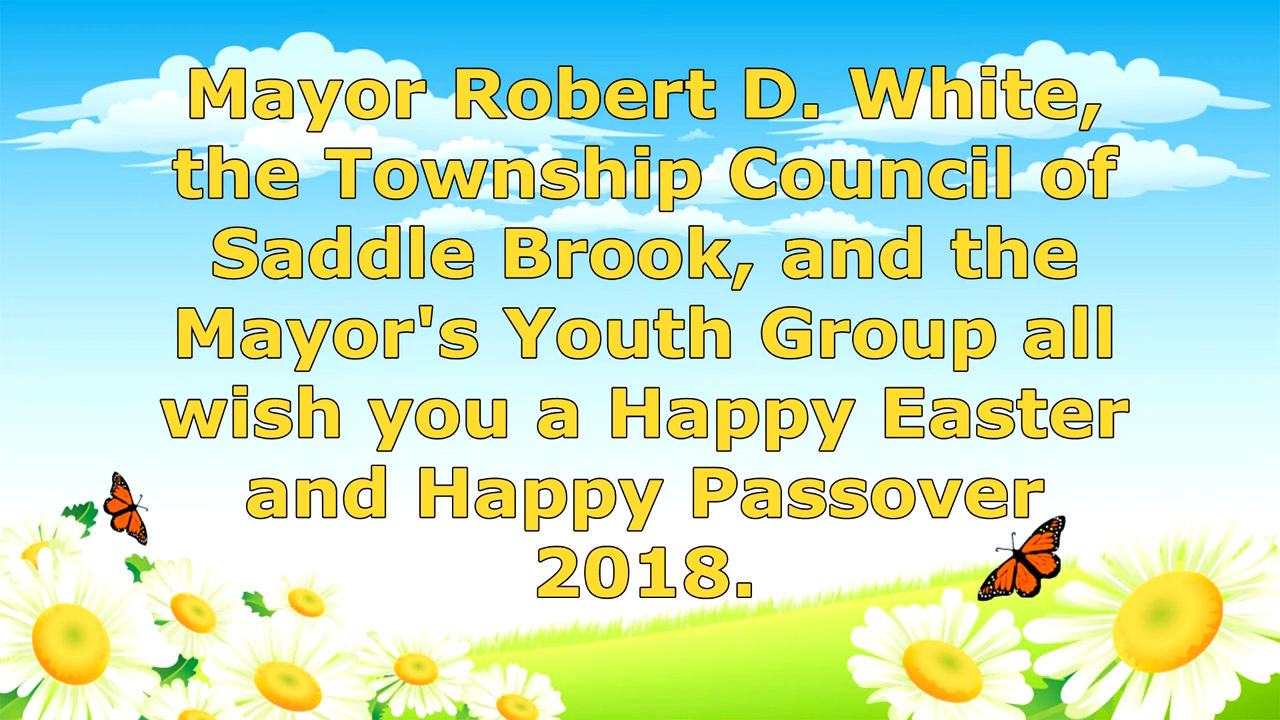 Mayor Robert D. White,
the Township Council of
Saddle Brook, and the
Mayor's Youth Group all
wish you a Happy Easter
and Happy Passover
2018.